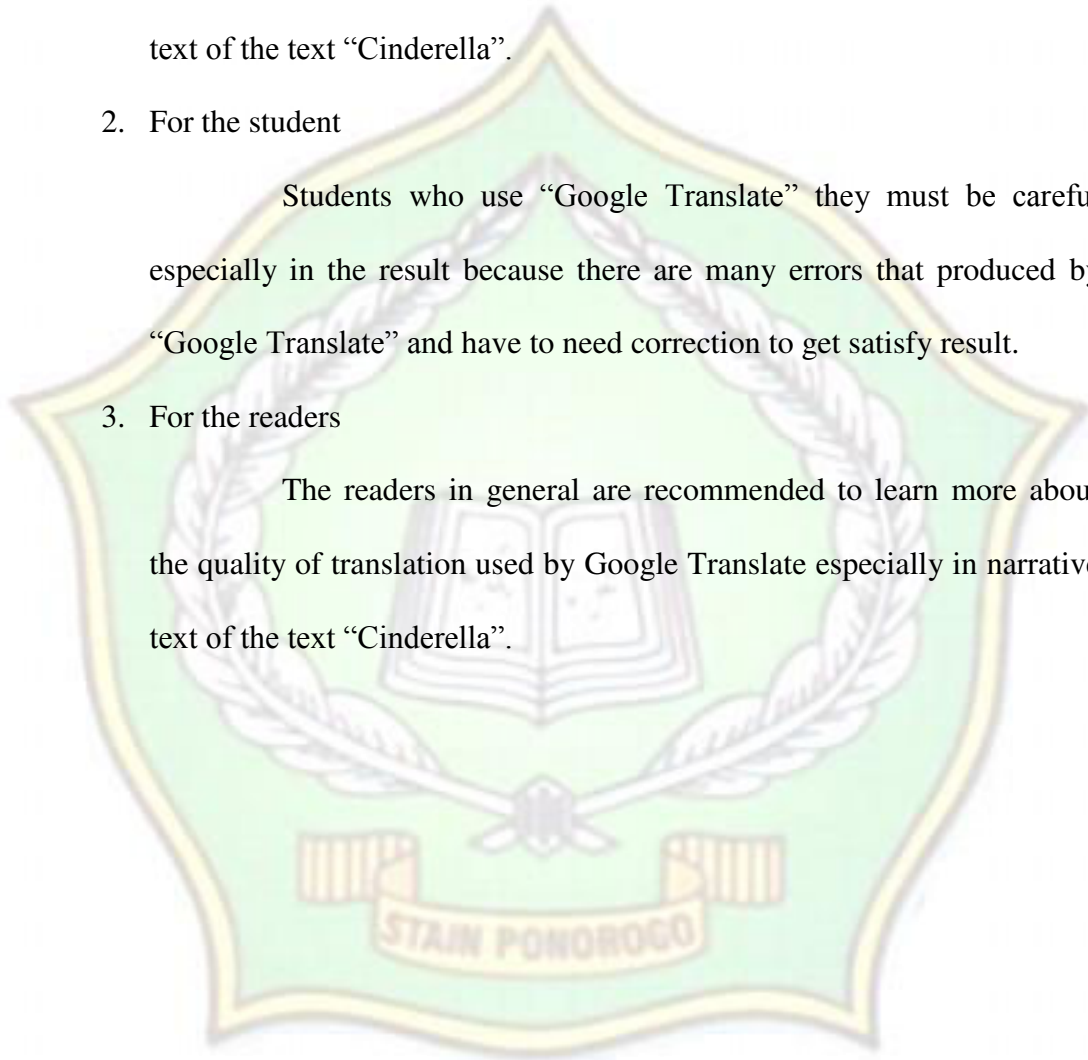 text of the text “Cinderella”.
2. For the student
Students who use “Google Translate” they must be carefu
especially in the result because there are many errors that produced by
“Google Translate” and have to need correction to get satisfy result.
3. For the readers
The readers in general are recommended to learn more abou
the quality of translation used by Google Translate especially in narrative
text of the text “Cinderella”.
STAIN PONOROGO